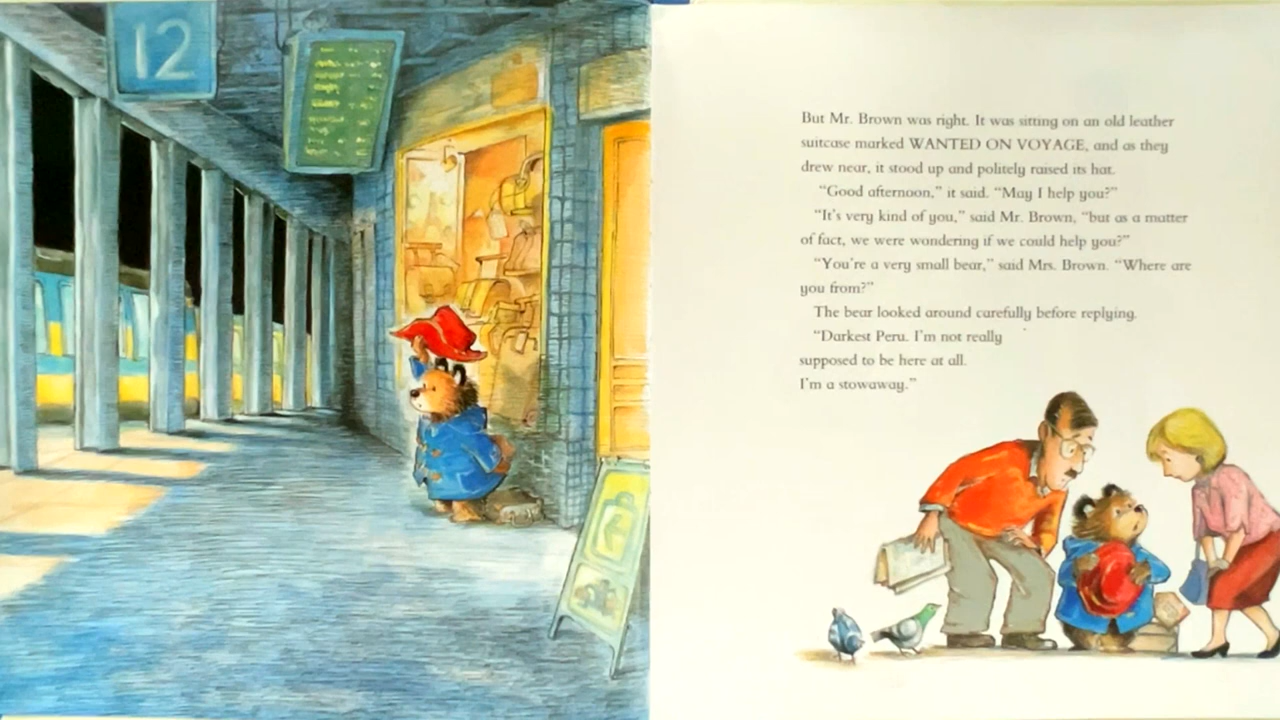 12
But Mr. Brown was right. It was sitting on an old leather
suitcase marked WANTED ON VOYAGE, and as they
drew near, it stood up and politely raised its hat.
“Good afternoon,” it said. “May I help you?”
“It’s very kind of you,” said Mr. Brown, “but as a matter
of fact, we were wondering if we could help you?”
“You’re a very small bear,” said Mrs. Brown. “Where are
you from?”
The bear looked around carefully before replying.
“Darkest Peru. I’m not really
supposed to be here at all.
I’m a stowaway.”